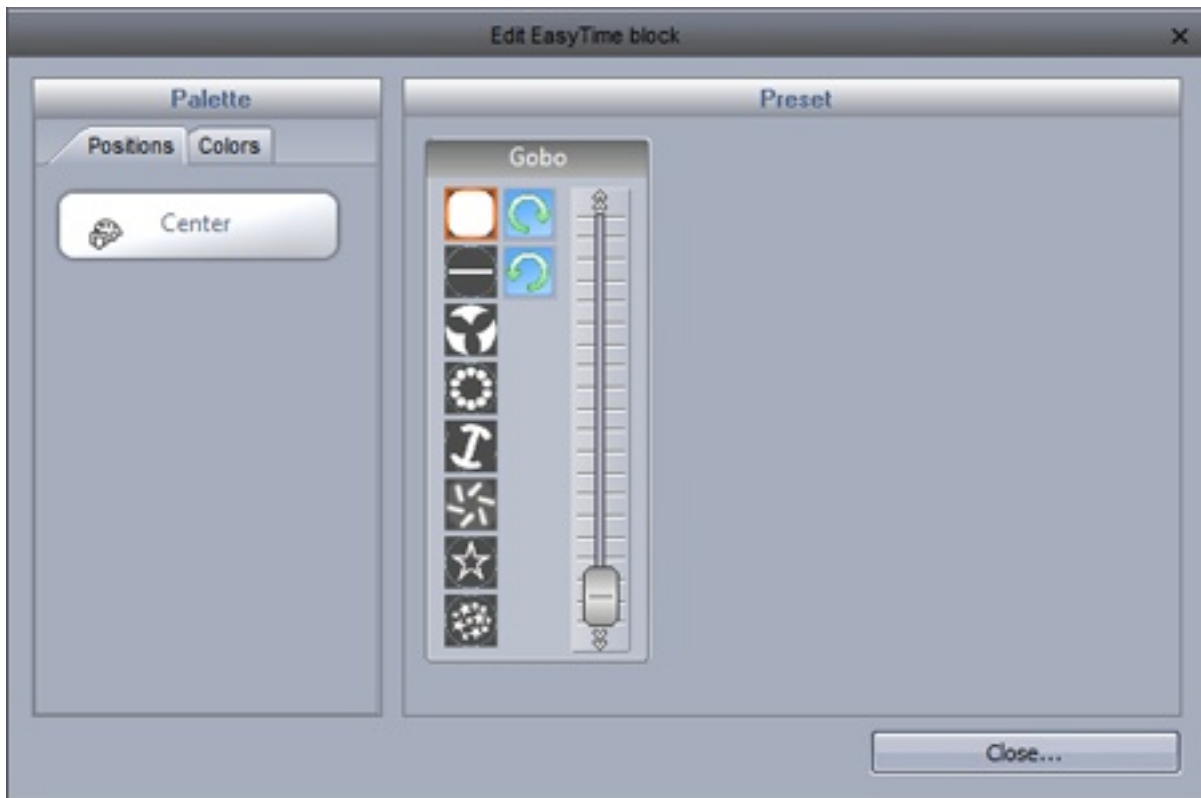 Edit EasyTime block
Palette
Preset
Positions Colors
Center
Gobo
Close...